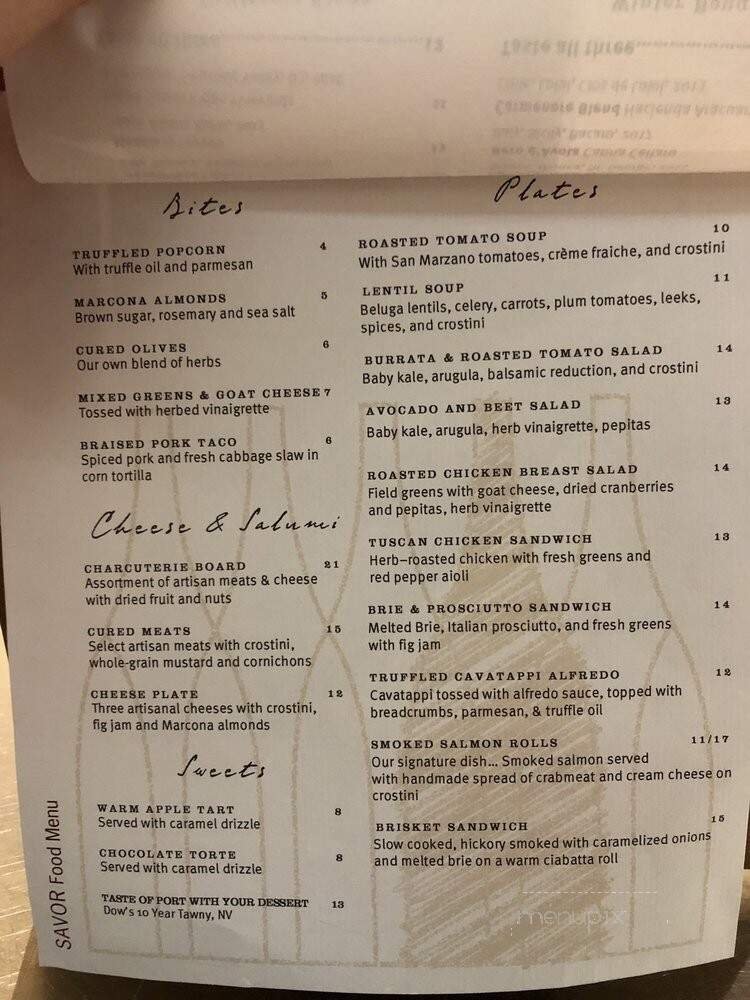 Bites
TRUFFLED POPCORN 4
With truffle oil and parmesan
MARCONA ALMONDS 5
Brown sugar, rosemary and sea salt
CURED OLIVES 6
Our own blend of herbs
MIXED GREENS & GOAT CHEESE 7
Tossed with herbed vinaigrette
BRAISED PORK TACO 6
Spiced pork and fresh cabbage slaw in
corn tortilla
Cheese & Salumi
CHARCUTERIE BOARD 21
Assortment of artisan meats & cheese
with dried fruit and nuts
CURED MEATS 15
Select artisan meats with crostini,
whole-grain mustard and cornichons
CHEESE PLATE 12
Three artisanal cheeses with crostini,
fig jam and Marcona almonds
Sweets
WARM APPLE TART 8
Served with caramel drizzle
CHOCOLATE TORTE 8
Served with caramel drizzle
TASTE OF PORT WITH YOUR DESSERT 13
Dow's 10 Year Tawny, NV
Plates
ROASTED TOMATO SOUP 10
With San Marzano tomatoes, crème fraiche, and crostini
LENTIL SOUP 11
Beluga lentils, celery, carrots, plum tomatoes, leeks,
spices, and crostini
BURRATA & ROASTED TOMATO SALAD 14
Baby kale, arugula, balsamic reduction, and crostini
AVOCADO AND BEET SALAD 13
Baby kale, arugula, herb vinaigrette, pepitas
ROASTED CHICKEN BREAST SALAD 14
Field greens with goat cheese, dried cranberries
and pepitas, herb vinaigrette
TUSCAN CHICKEN SANDWICH 13
Herb-roasted chicken with fresh greens and
red pepper aioli
BRIE & PROSCIUTTO SANDWICH 14
Melted Brie, Italian prosciutto, and fresh greens
with fig jam
TRUFFLED CAVATAPPI ALFREDO 12
Cavatappi tossed with alfredo sauce, topped with
breadcrumbs, parmesan, & truffle oil
SMOKED SALMON ROLLS 11/17
Our signature dish... Smoked salmon served
with handmade spread of crabmeat and cream cheese on
crostini
BRISKET SANDWICH 15
Slow cooked, hickory smoked with caramelized onions
and melted brie on a warm ciabatta roll
SAVOR Food Menu
menupix